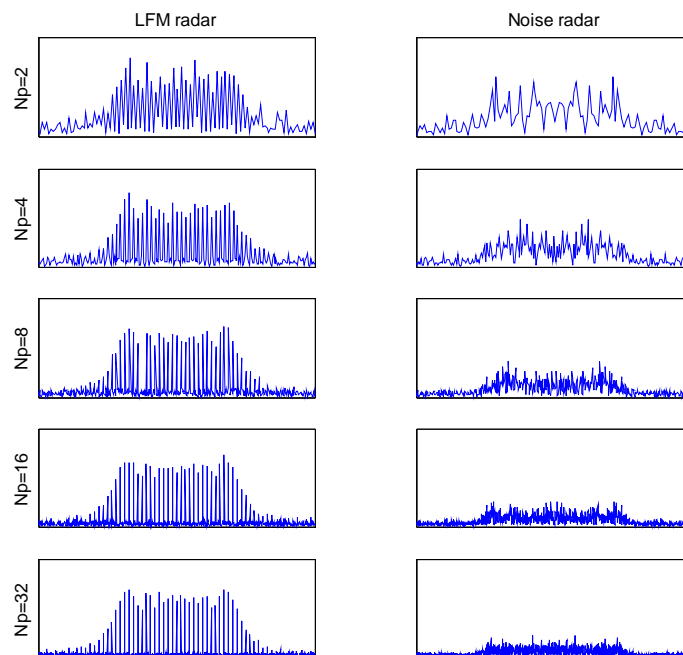 LFM radar
Noise radar
Np=2
Np=4
Np=8
Np=16
Np=32